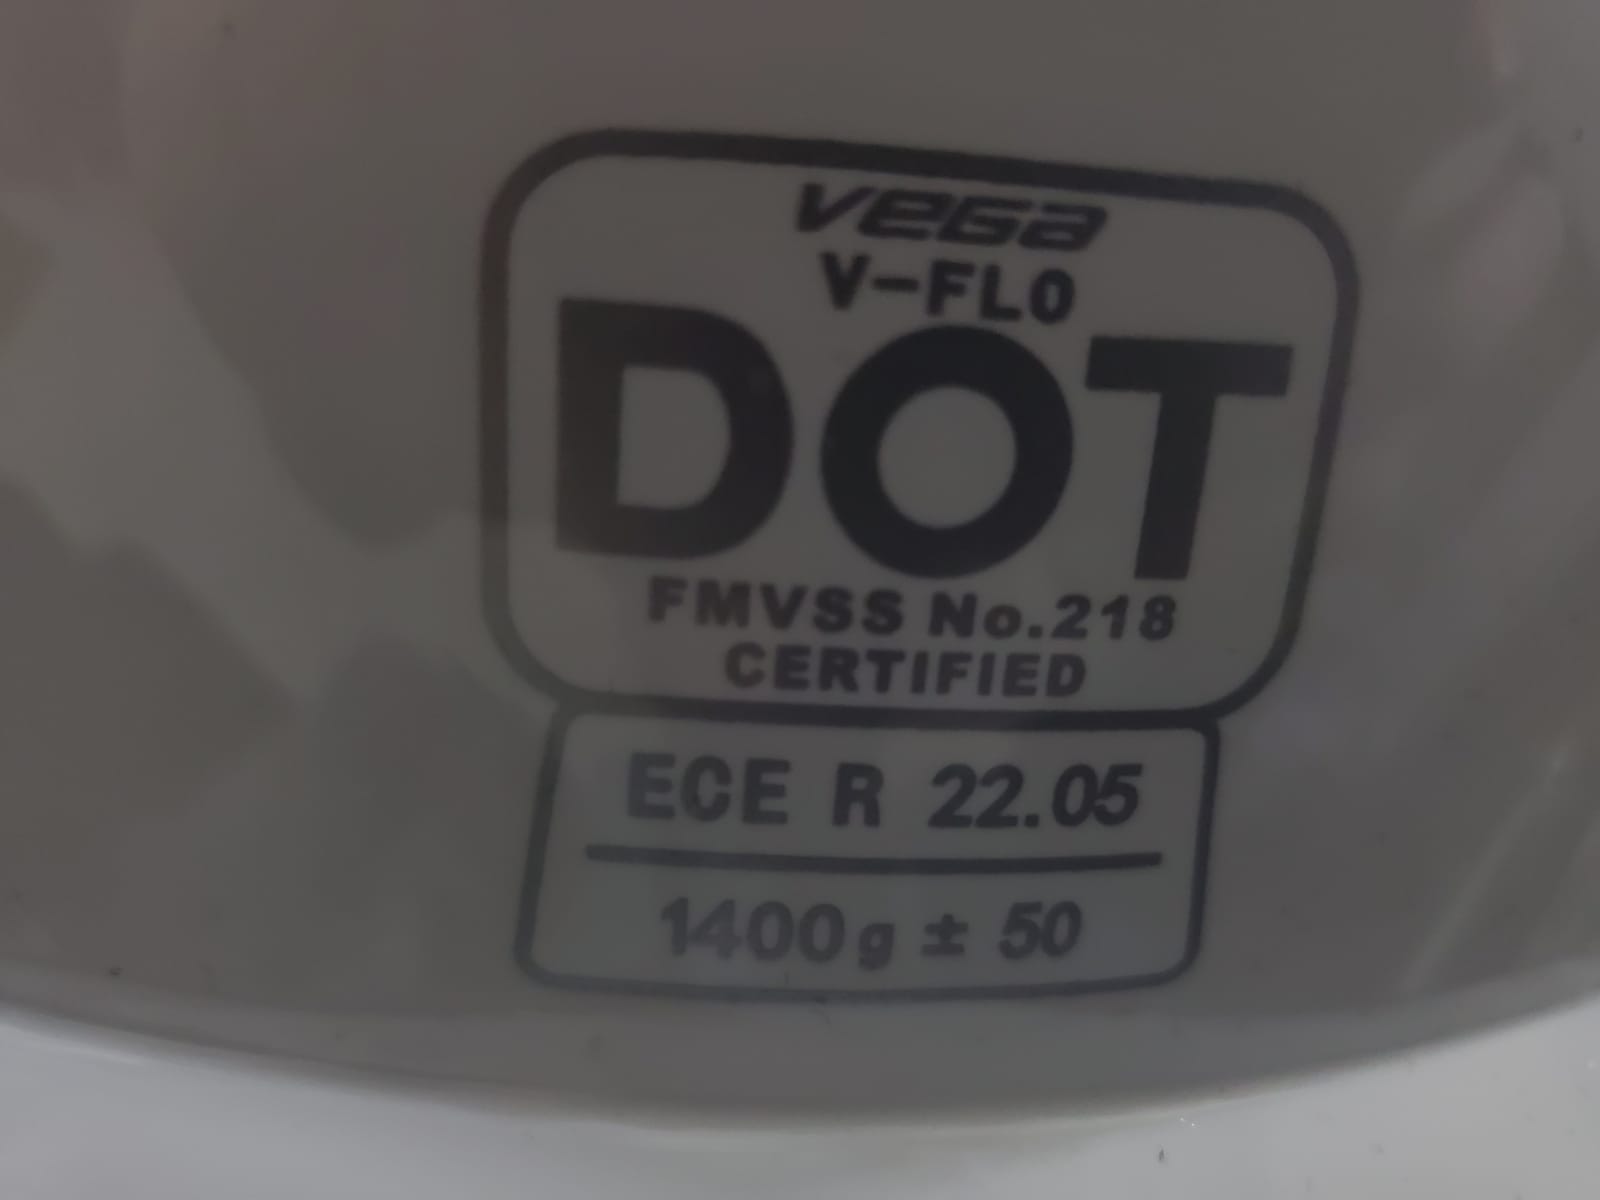 VEGA
V-FLO
DOT
FMVSS No.218
CERTIFIED
ECE R 22.05
1400g ± 50